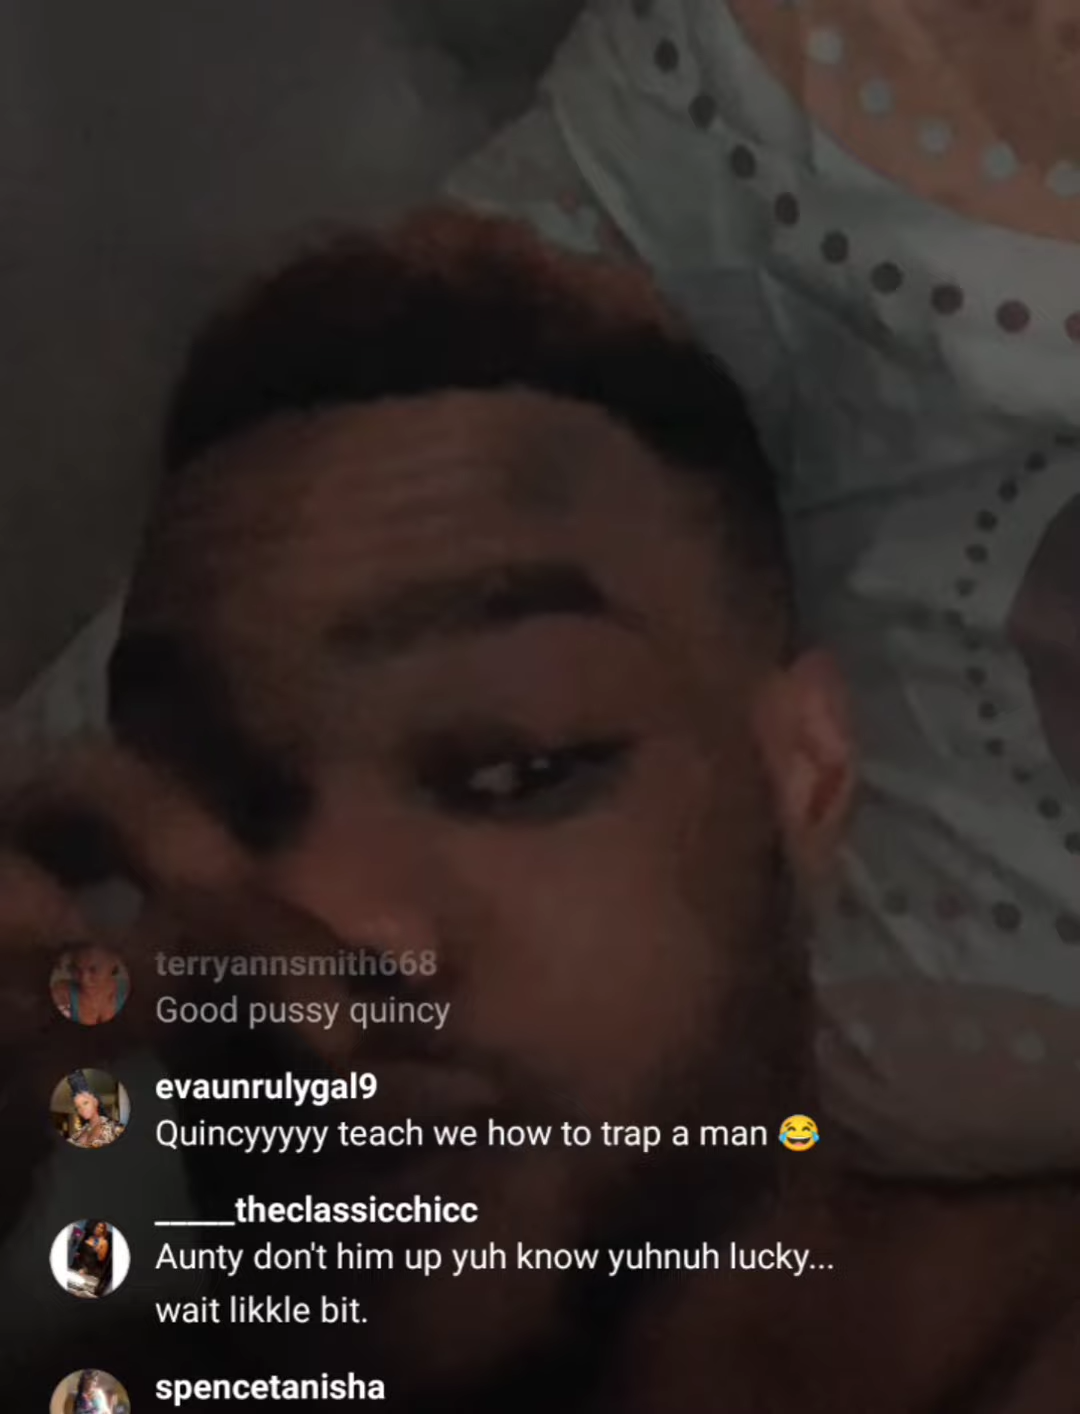 terryannsmith668
Good pussy quincy
evaunrulygal9
Quincyyyyy teach we how to trap a man 😂
_____theclassicchicc
Aunty don't him up yuh know yuhnuh lucky...
wait likkle bit.
spencetanisha